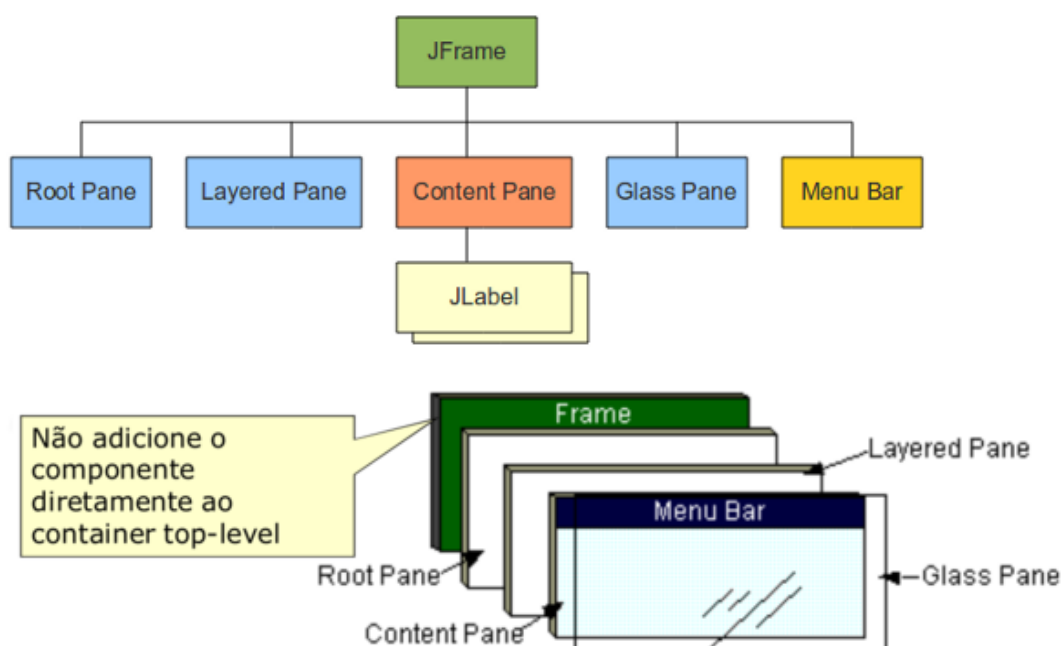 JFrame
Root Pane
Layered Pane
Content Pane
Glass Pane
Menu Bar
JLabel
Não adicione o
componente
diretamente ao
container top-level
Frame
Layered Pane
Menu Bar
Root Pane
Glass Pane
Content Pane